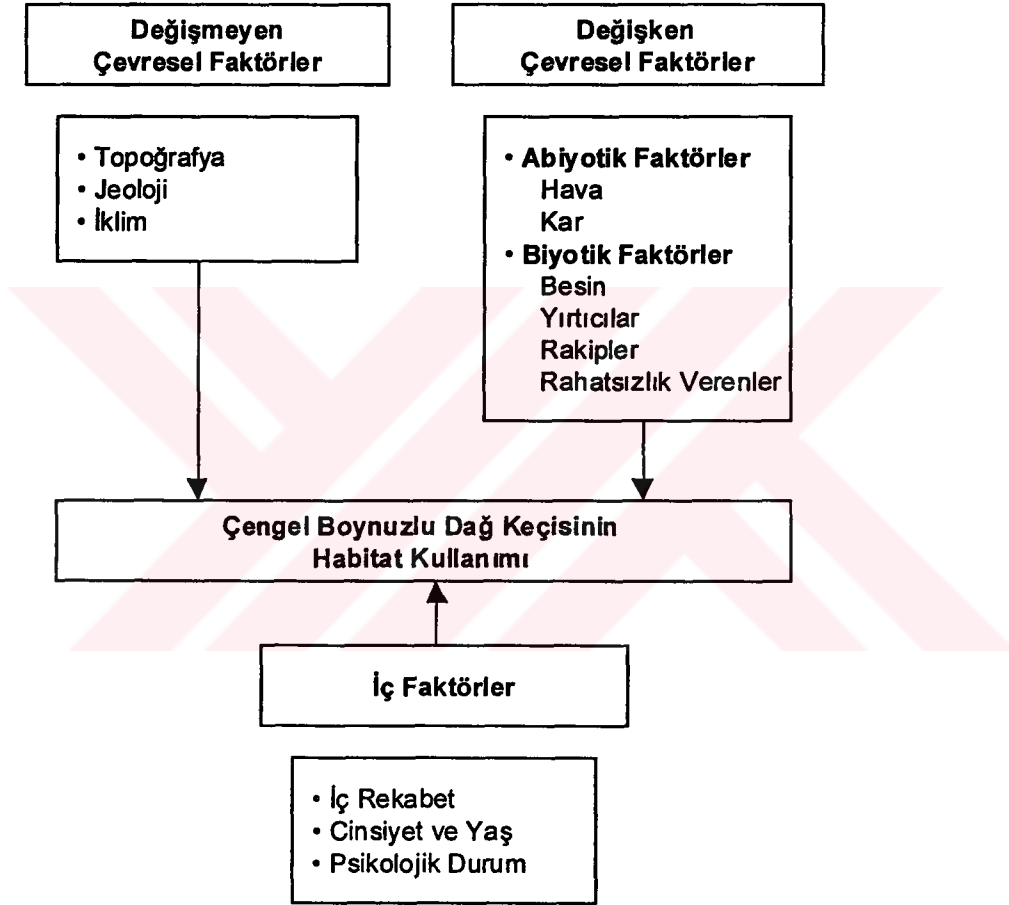 Değişmeyen
Çevresel Faktörler
• Topoğrafya
• Jeoloji
• İklim
Değişken
Çevresel Faktörler
• Abiyotik Faktörler
Hava
Kar
• Biyotik Faktörler
Besin
Yırtıcılar
Rakipler
Rahatsızlık Verenler
Çengel Boynuzlu Dağ Keçisinin
Habitat Kullanımı
İç Faktörler
• İç Rekabet
• Cinsiyet ve Yaş
• Psikolojik Durum